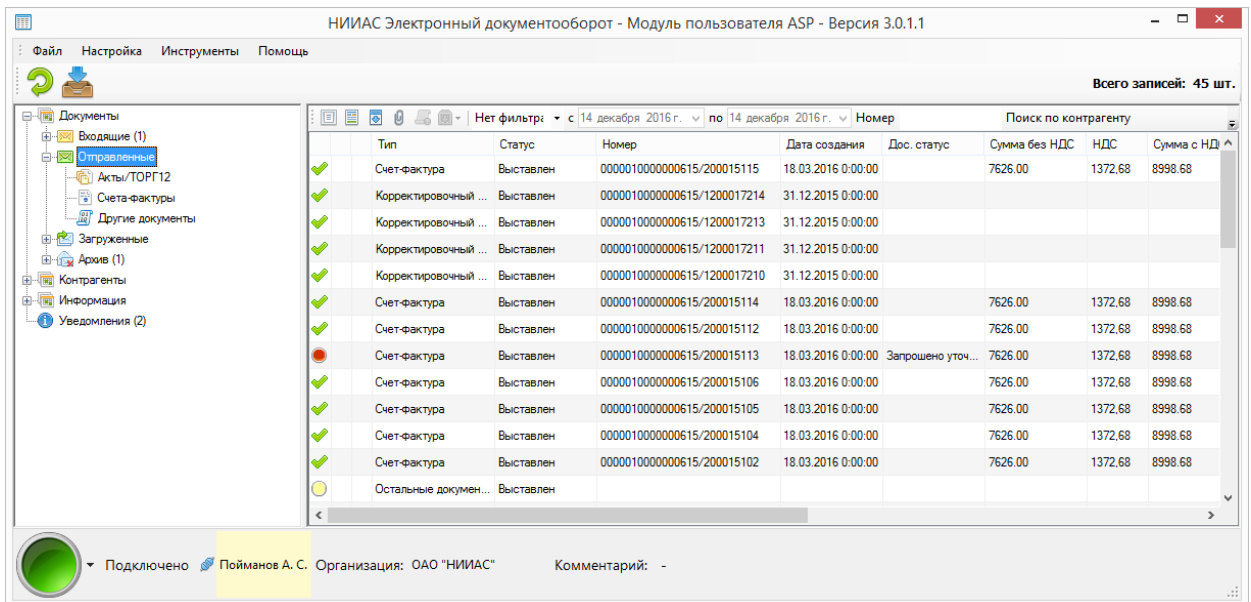 НИИАС Электронный документооборот - Модуль пользователя ASP - Версия 3.0.1.1
Файл Настройка Инструменты Помощь
Всего записей: 45 шт.
Документы
Входящие (1)
Отправленные
Акты/ТОРГ12
Счета-фактуры
Другие документы
Загруженные
Архив (1)
Контрагенты
Информация
Уведомления (2)
Нет фильтра с 14 декабря 2016 г. по 14 декабря 2016 г. Номер Поиск по контрагенту
Тип Статус Номер Дата создания Дос. статус Сумма без НДС НДС Сумма с НД
Счет-фактура Выставлен 0000010000000615/200015115 18.03.2016 0:00:00 7626.00 1372,68 8998.68
Корректировочный ... Выставлен 0000010000000615/1200017214 31.12.2015 0:00:00
Корректировочный ... Выставлен 0000010000000615/1200017213 31.12.2015 0:00:00
Корректировочный ... Выставлен 0000010000000615/1200017211 31.12.2015 0:00:00
Корректировочный ... Выставлен 0000010000000615/1200017210 31.12.2015 0:00:00
Счет-фактура Выставлен 0000010000000615/200015114 18.03.2016 0:00:00 7626.00 1372,68 8998.68
Счет-фактура Выставлен 0000010000000615/200015112 18.03.2016 0:00:00 7626.00 1372,68 8998.68
Счет-фактура Выставлен 0000010000000615/200015113 18.03.2016 0:00:00 Запрошено уточ... 7626.00 1372,68 8998.68
Счет-фактура Выставлен 0000010000000615/200015106 18.03.2016 0:00:00 7626.00 1372,68 8998.68
Счет-фактура Выставлен 0000010000000615/200015105 18.03.2016 0:00:00 7626.00 1372,68 8998.68
Счет-фактура Выставлен 0000010000000615/200015104 18.03.2016 0:00:00 7626.00 1372,68 8998.68
Счет-фактура Выставлен 0000010000000615/200015102 18.03.2016 0:00:00 7626.00 1372,68 8998.68
Остальные докумен... Выставлен
Подключено Пойманов А. С. Организация: ОАО "НИИАС" Комментарий: -